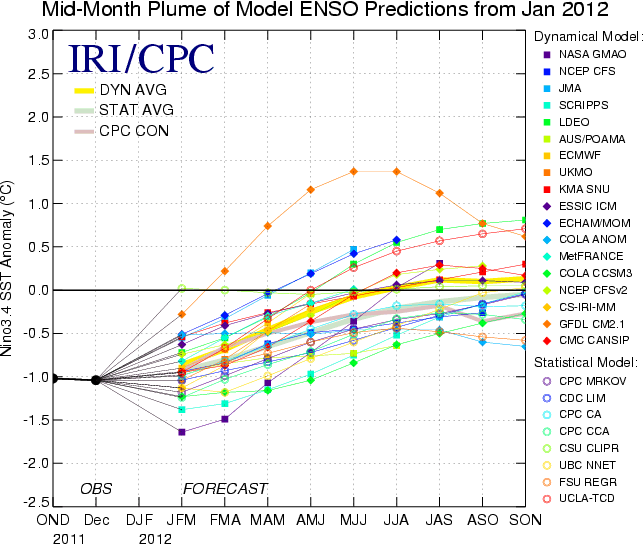 Mid-Month Plume of Model ENSO Predictions from Jan 2012
Nino3.4 SST Anomaly (°C)
3.0
2.5
2.0
1.5
1.0
0.5
0.0
-0.5
-1.0
-1.5
-2.0
-2.5
IRI/CPC
DYN AVG
STAT AVG
CPC CON
OBS FORECAST
OND Dec DJF JFM FMA MAM AMJ MJJ JJA JAS ASO SON
2011 2012
Dynamical Model:
NASA GMAO
NCEP CFS
JMA
SCRIPPS
LDEO
AUS/POAMA
ECMWF
UKMO
KMA SNU
ESSIC ICM
ECHAM/MOM
COLA ANOM
MetFRANCE
COLA CCSM3
NCEP CFSv2
CS-IRI-MM
GFDL CM2.1
CMC CANSIP
Statistical Model:
CPC MRKOV
CDC LIM
CPC CA
CPC CCA
CSU CLIPR
UBC NNET
FSU REGR
UCLA-TCD